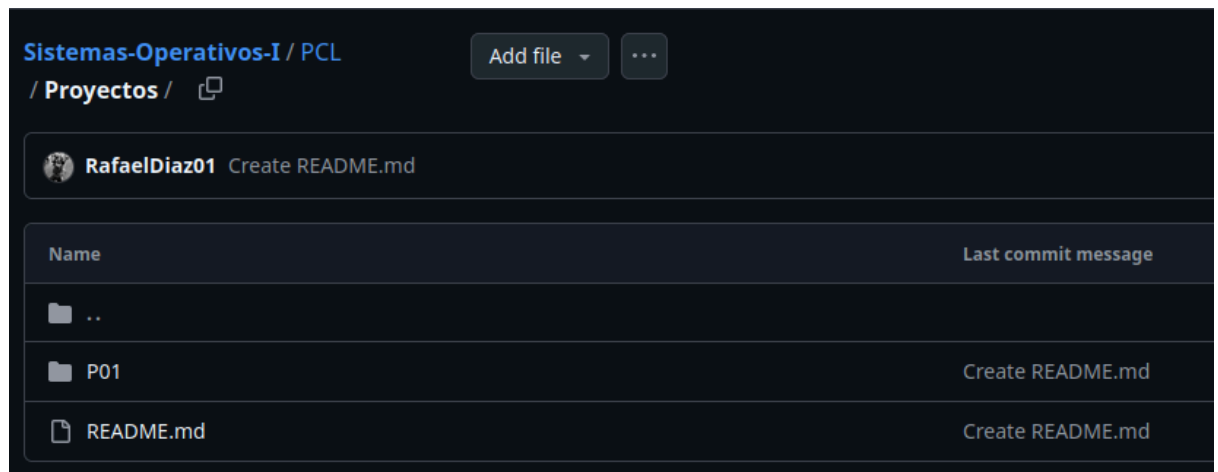 Sistemas-Operativos-I / PCL
/ Proyectos /
Add file
RafaelDiaz01 Create README.md
Name Last commit message
..
P01 Create README.md
README.md Create README.md